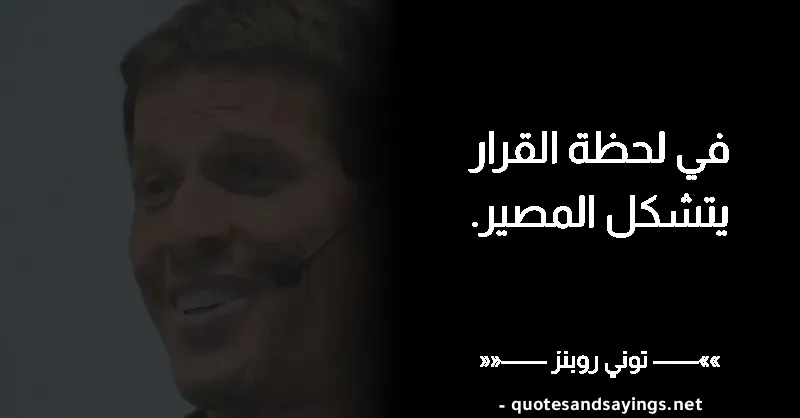 في لحظة القرار
يتشكل المصير.
»»—— توني روبنز ——««
- quotesandsayings.net